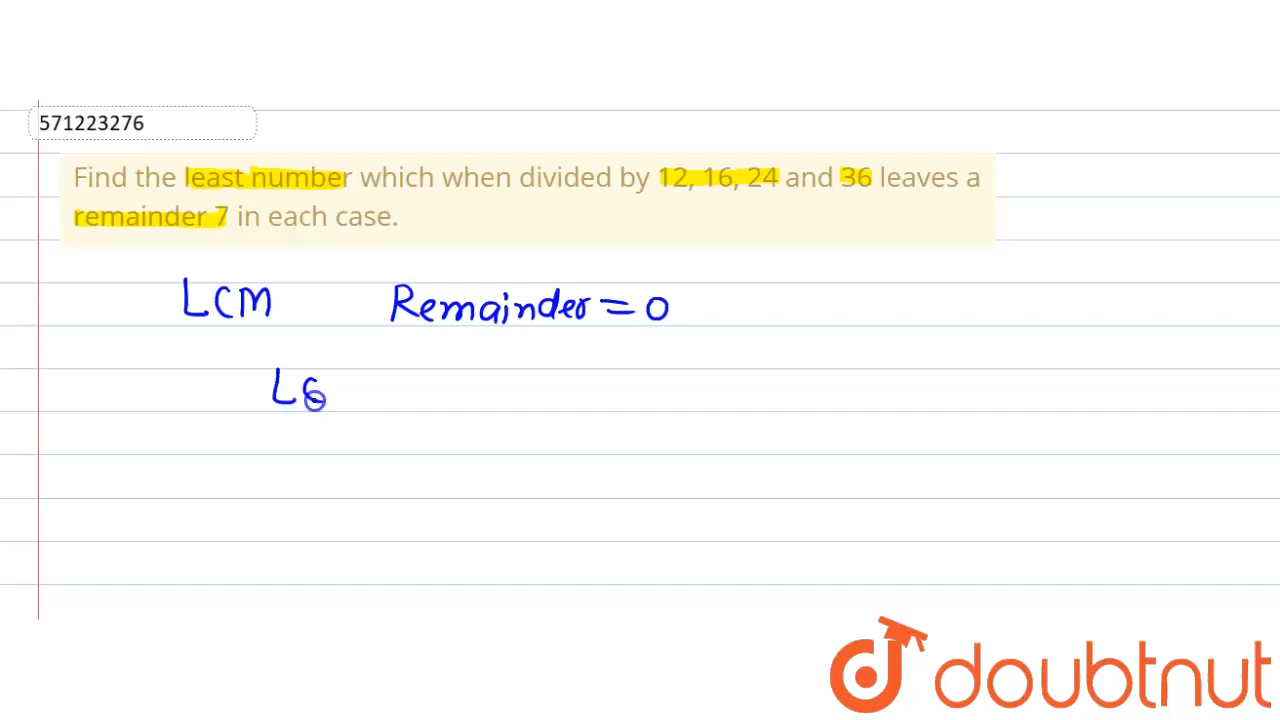 571223276
Find the least number which when divided by 12, 16, 24 and 36 leaves a
remainder 7 in each case.
LCM Remainder = 0
LC
doubtnut